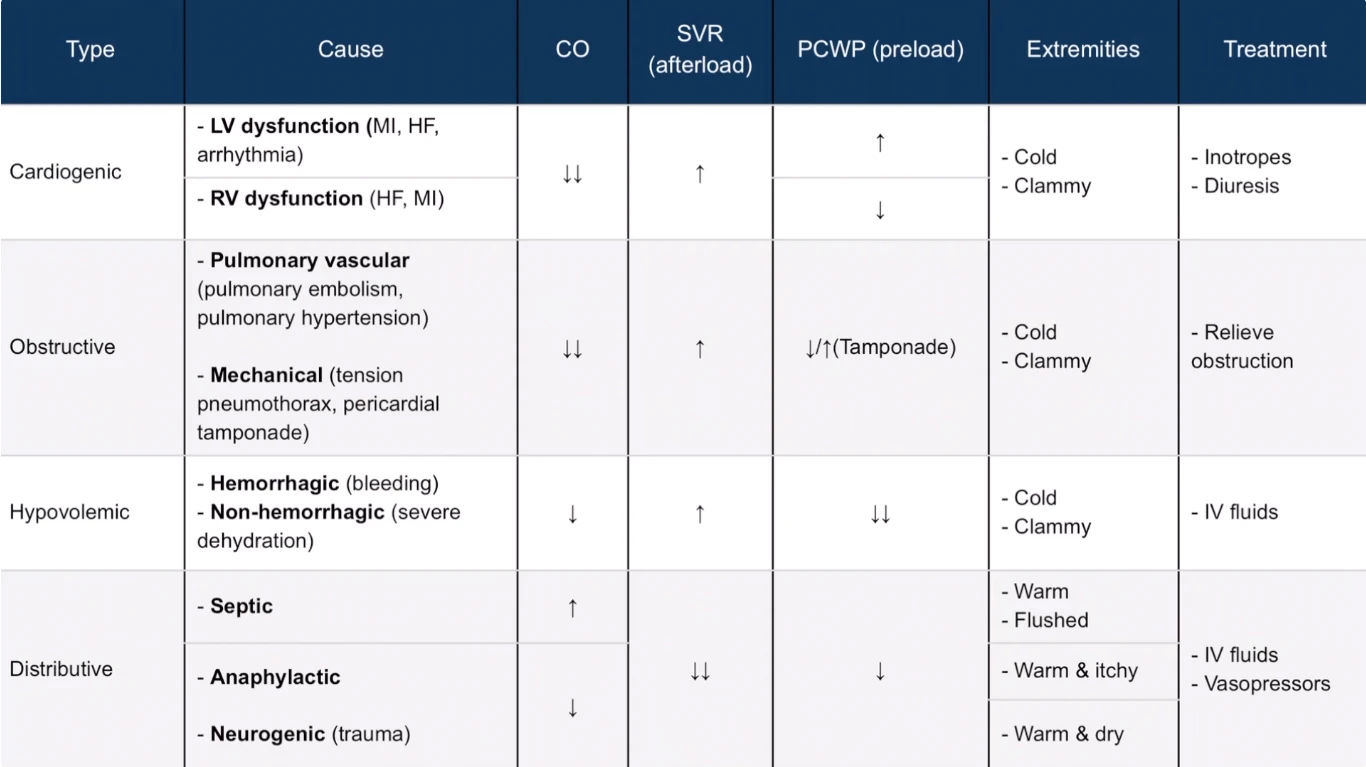 Type Cause CO SVR (afterload) PCWP (preload) Extremities Treatment
Cardiogenic
- LV dysfunction (MI, HF,
arrhythmia)
- RV dysfunction (HF, MI)
↓↓
↑
↑
↓
- Cold
- Clammy
- Inotropes
- Diuresis
Obstructive
- Pulmonary vascular
(pulmonary embolism,
pulmonary hypertension)
- Mechanical (tension
pneumothorax, pericardial
tamponade)
↓↓
↑
↓/↑(Tamponade)
- Cold
- Clammy
- Relieve
obstruction
Hypovolemic
- Hemorrhagic (bleeding)
- Non-hemorrhagic (severe
dehydration)
↓
↑
↓↓
- Cold
- Clammy
- IV fluids
Distributive
- Septic
- Anaphylactic
- Neurogenic (trauma)
↑
↓
↓↓
↓
- Warm
- Flushed
- Warm & itchy
- Warm & dry
- IV fluids
- Vasopressors